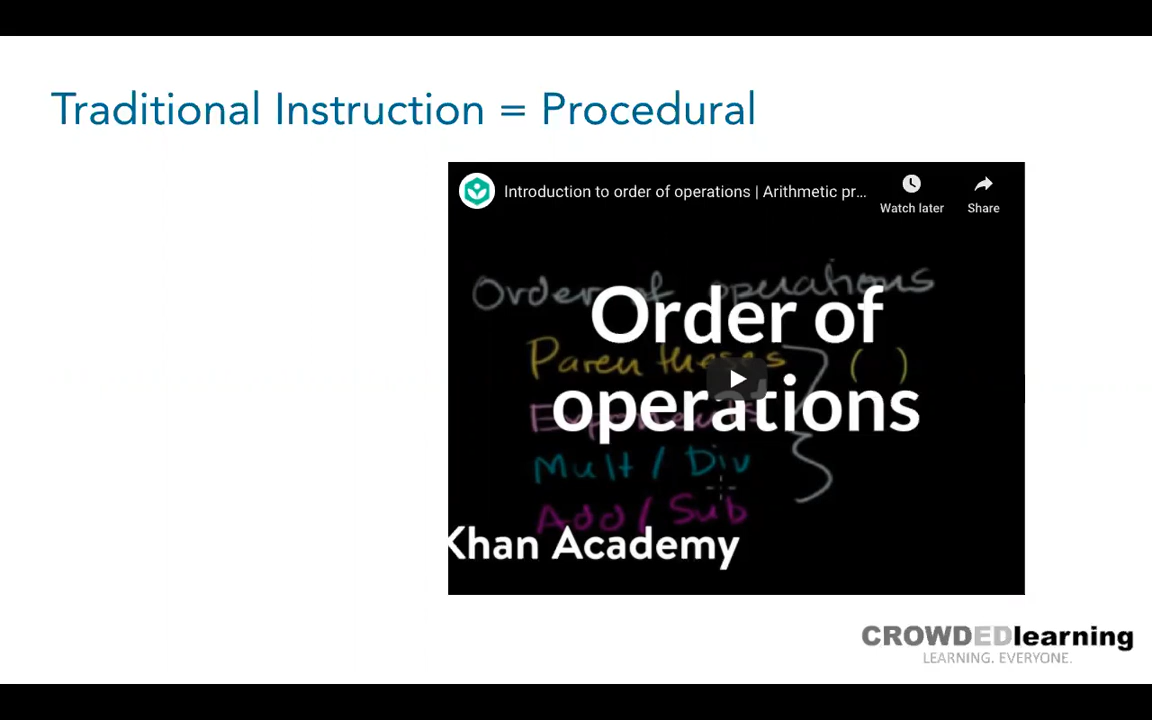 Traditional Instruction = Procedural
Introduction to order of operations | Arithmetic pr...
Watch later
Share
Order of operations
Order of
Parentheses
( )
operations
Exponents
Mult / Div
Add / Sub
Khan Academy
CROWDEDlearning
LEARNING. EVERYONE.